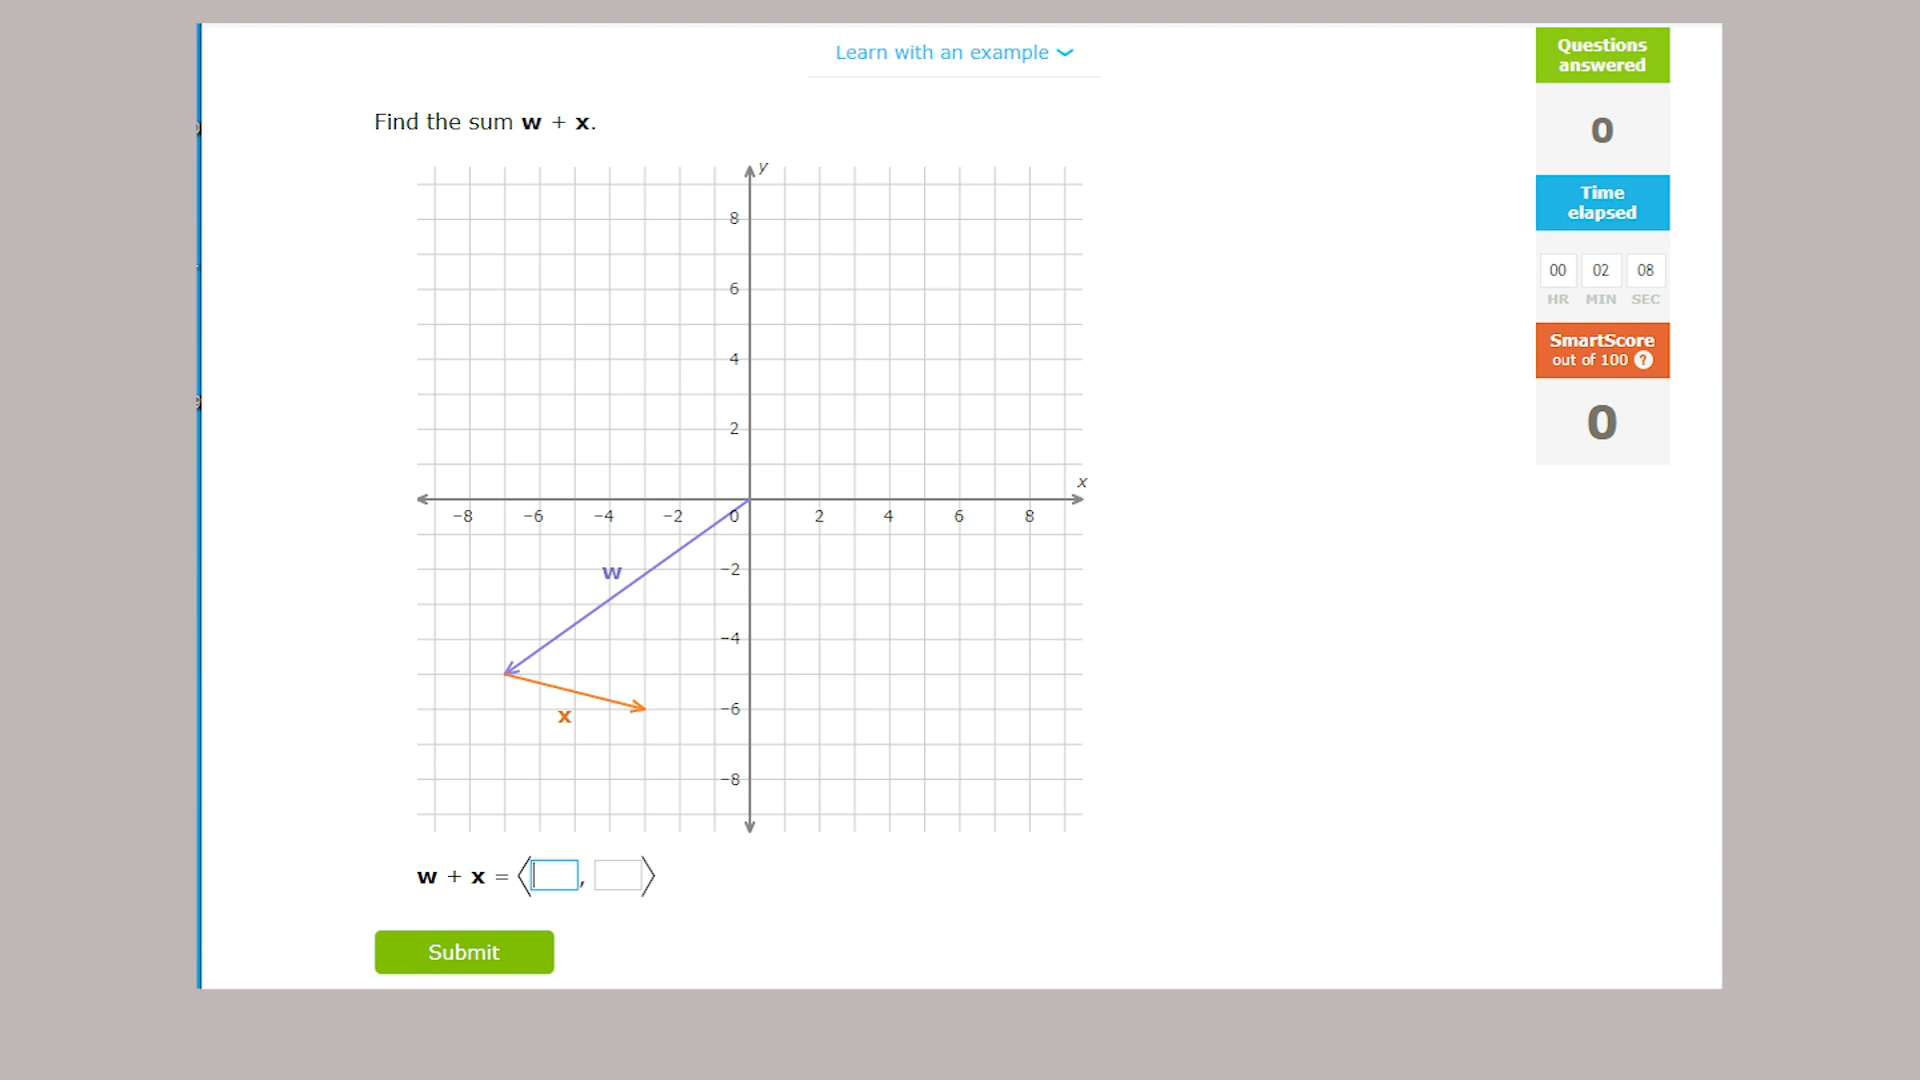 Learn with an example
Questions
answered
0
Find the sum w + x.
Time
elapsed
00 02 08
HR MIN SEC
SmartScore
out of 100 ?
0
y
8
6
4
2
x
−8 −6 −4 −2 0 2 4 6 8
w
−2
−4
x
−6
−8
w + x = ⟨ , ⟩
Submit